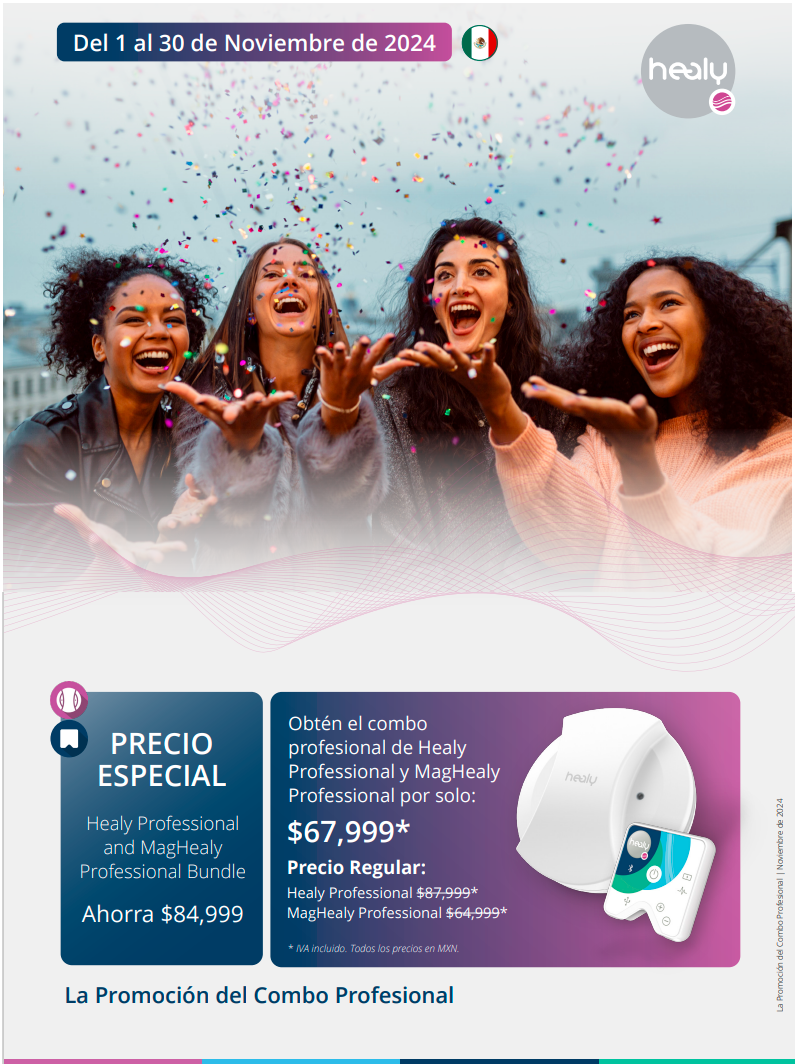 Del 1 al 30 de Noviembre de 2024
healy
PRECIO
ESPECIAL
Healy Professional
and MagHealy
Professional Bundle
Ahorra $84,999
Obtén el combo
profesional de Healy
Professional y MagHealy
Professional por solo:
$67,999*
Precio Regular:
Healy Professional $87,999*
MagHealy Professional $64,999*
* IVA incluido. Todos los precios en MXN.
healy
healy
La Promoción del Combo Profesional
La Promoción del Combo Profesional | Noviembre de 2024